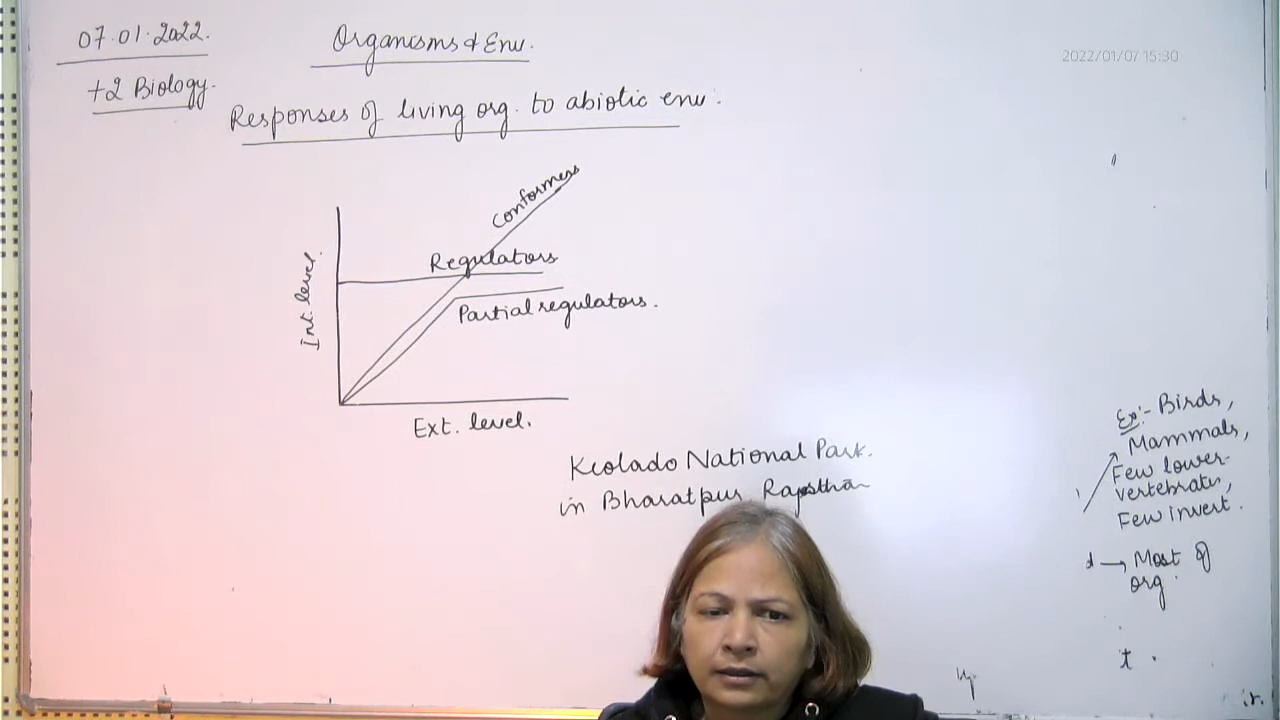 07.01.2022.
Organisms & Env.
2022/01/07 15:30
+2 Biology.
Responses of living org. to abiotic env.
Conformers
Regulators
Partial regulators.
Int. level.
Ext. level.
Keolado National Park.
in Bharatpur, Rajasthan
Ex:- Birds,
Mammals,
Few lower
vertebrates,
Few invert.
→ Most of
org.